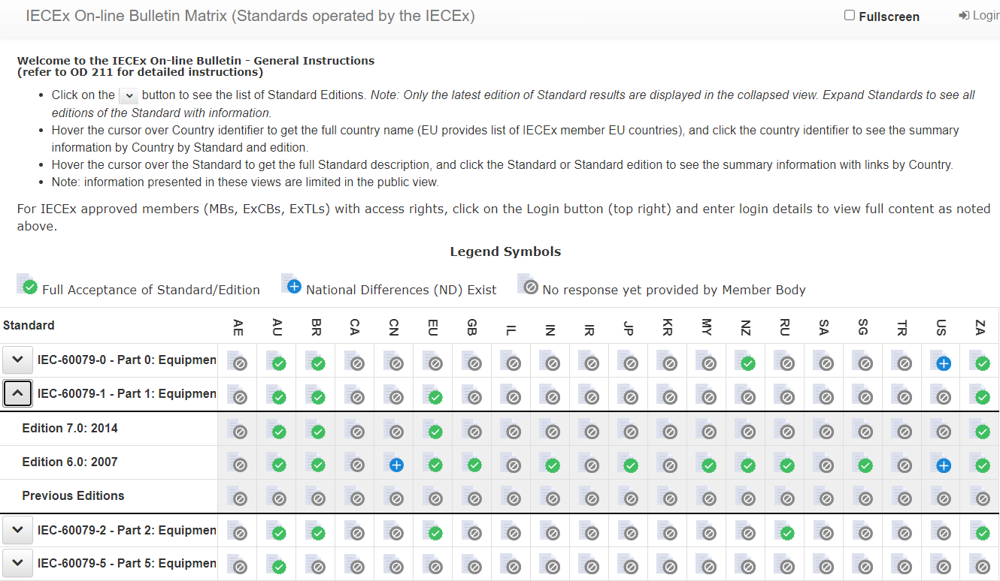 IECEx On-line Bulletin Matrix (Standards operated by the IECEx)
Fullscreen
Login
Welcome to the IECEx On-line Bulletin - General Instructions
(refer to OD 211 for detailed instructions)
Click on the button to see the list of Standard Editions. Note: Only the latest edition of Standard results are displayed in the collapsed view. Expand Standards to see all
editions of the Standard with information.
Hover the cursor over Country identifier to get the full country name (EU provides list of IECEx member EU countries), and click the country identifier to see the summary
information by Country by Standard and edition.
Hover the cursor over the Standard to get the full Standard description, and click the Standard or Standard edition to see the summary information with links by Country.
Note: information presented in these views are limited in the public view.
For IECEx approved members (MBs, ExCBs, ExTLs) with access rights, click on the Login button (top right) and enter login details to view full content as noted
above.
Legend Symbols
Full Acceptance of Standard/Edition
National Differences (ND) Exist
No response yet provided by Member Body
Standard AE AU BR CA CN EU GB IL IN IR JP KR MY NZ RU SA SG TR US ZA
IEC-60079-0 - Part 0: Equipmen
IEC-60079-1 - Part 1: Equipmen
Edition 7.0: 2014
Edition 6.0: 2007
Previous Editions
IEC-60079-2 - Part 2: Equipmen
IEC-60079-5 - Part 5: Equipmen